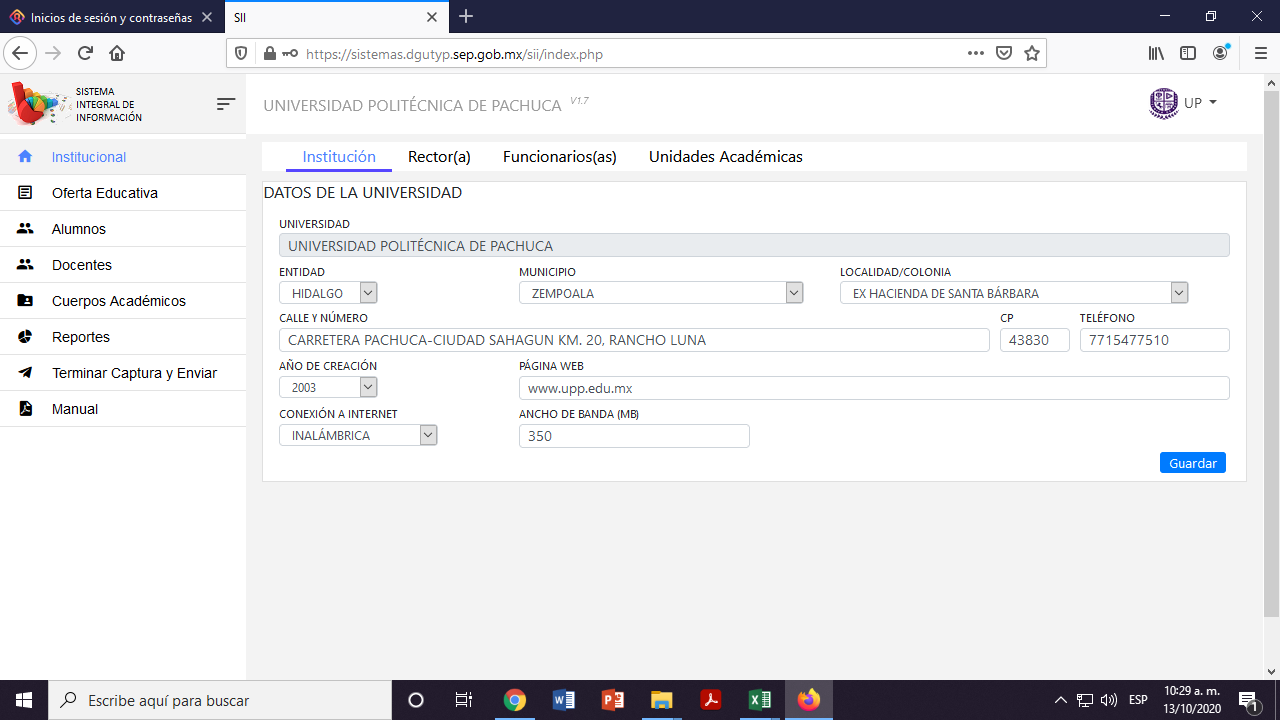 Inicios de sesión y contraseñas
SII
https://sistemas.dgutyp.sep.gob.mx/sii/index.php
SISTEMA
INTEGRAL DE
INFORMACIÓN
UNIVERSIDAD POLITÉCNICA DE PACHUCA V1.7
UP
Institucional
Oferta Educativa
Alumnos
Docentes
Cuerpos Académicos
Reportes
Terminar Captura y Enviar
Manual
Institución Rector(a) Funcionarios(as) Unidades Académicas
DATOS DE LA UNIVERSIDAD
UNIVERSIDAD
UNIVERSIDAD POLITÉCNICA DE PACHUCA
ENTIDAD MUNICIPIO LOCALIDAD/COLONIA
HIDALGO ZEMPOALA EX HACIENDA DE SANTA BÁRBARA
CALLE Y NÚMERO CP TELÉFONO
CARRETERA PACHUCA-CIUDAD SAHAGUN KM. 20, RANCHO LUNA 43830 7715477510
AÑO DE CREACIÓN PÁGINA WEB
2003 www.upp.edu.mx
CONEXIÓN A INTERNET ANCHO DE BANDA (MB)
INALÁMBRICA 350
Guardar
Escribe aquí para buscar
ESP
10:29 a. m.
13/10/2020
1